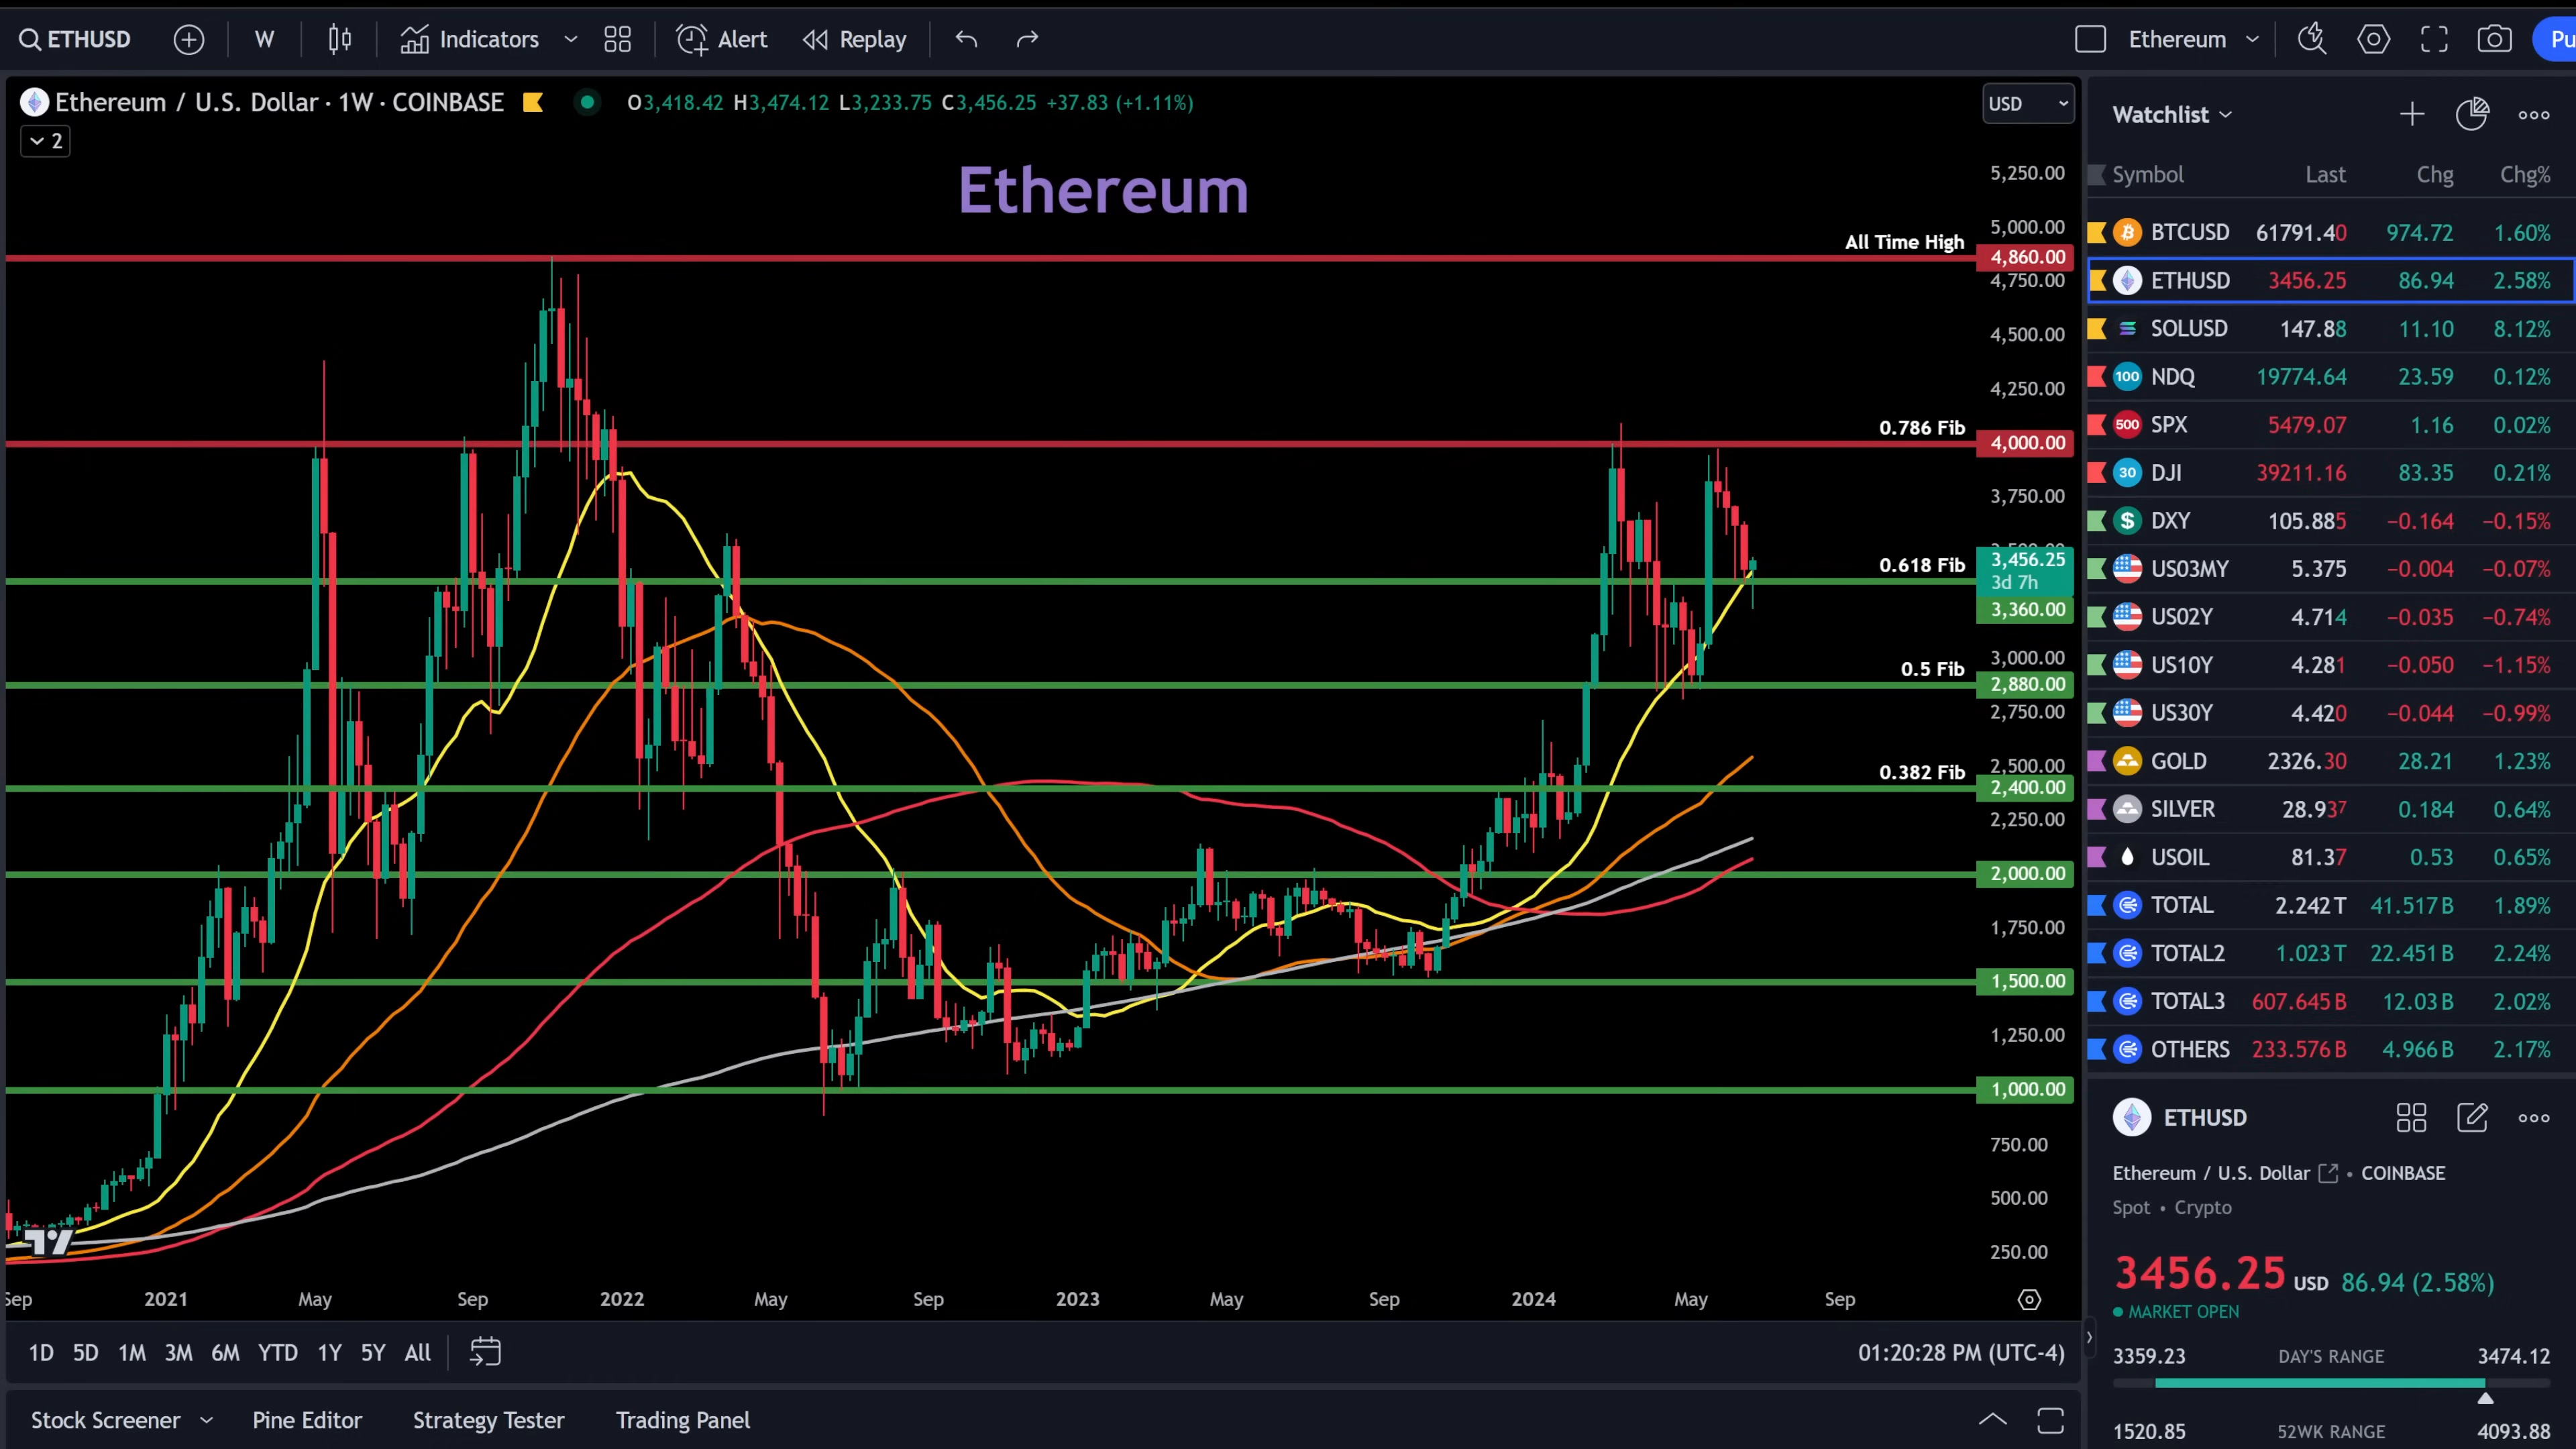 ETHUSD W Indicators Alert Replay Ethereum Pu
Ethereum / U.S. Dollar · 1W · COINBASE O3,418.42 H3,474.12 L3,233.75 C3,456.25 +37.83 (+1.11%) USD
2
Ethereum
5,250.00
5,000.00
All Time High
4,860.00
4,750.00
4,500.00
4,250.00
0.786 Fib
4,000.00
3,750.00
0.618 Fib
3,456.25
3d 7h
3,360.00
3,000.00
0.5 Fib
2,880.00
2,750.00
2,500.00
0.382 Fib
2,400.00
2,250.00
2,000.00
1,750.00
1,500.00
1,250.00
1,000.00
750.00
500.00
250.00
Sep 2021 May Sep 2022 May Sep 2023 May Sep 2024 May Sep
1D 5D 1M 3M 6M YTD 1Y 5Y All 01:20:28 PM (UTC-4)
Stock Screener Pine Editor Strategy Tester Trading Panel
Watchlist
Symbol Last Chg Chg%
BTCUSD 61791.40 974.72 1.60%
ETHUSD 3456.25 86.94 2.58%
SOLUSD 147.88 11.10 8.12%
100 NDQ 19774.64 23.59 0.12%
500 SPX 5479.07 1.16 0.02%
30 DJI 39211.16 83.35 0.21%
$ DXY 105.885 −0.164 −0.15%
US03MY 5.375 −0.004 −0.07%
US02Y 4.714 −0.035 −0.74%
US10Y 4.281 −0.050 −1.15%
US30Y 4.420 −0.044 −0.99%
GOLD 2326.30 28.21 1.23%
SILVER 28.937 0.184 0.64%
USOIL 81.37 0.53 0.65%
TOTAL 2.242T 41.517B 1.89%
TOTAL2 1.023T 22.451B 2.24%
TOTAL3 607.645B 12.03B 2.02%
OTHERS 233.576B 4.966B 2.17%
ETHUSD
Ethereum / U.S. Dollar • COINBASE
Spot • Crypto
3456.25 USD 86.94 (2.58%)
MARKET OPEN
3359.23 DAY'S RANGE 3474.12
1520.85 52WK RANGE 4093.88